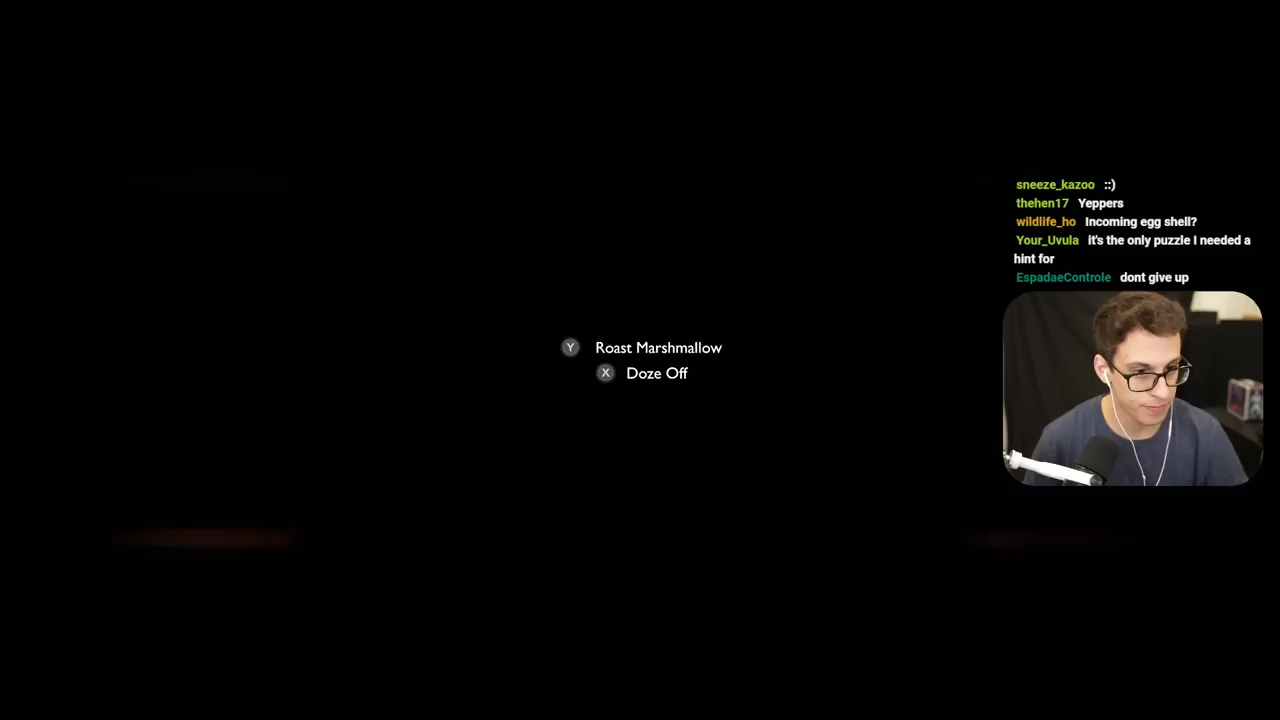 sneeze_kazoo ::)
thehen17 Yeppers
wildlife_ho Incoming egg shell?
Your_Uvula it's the only puzzle I needed a
hint for
EspadaeControle dont give up
Y Roast Marshmallow
X Doze Off